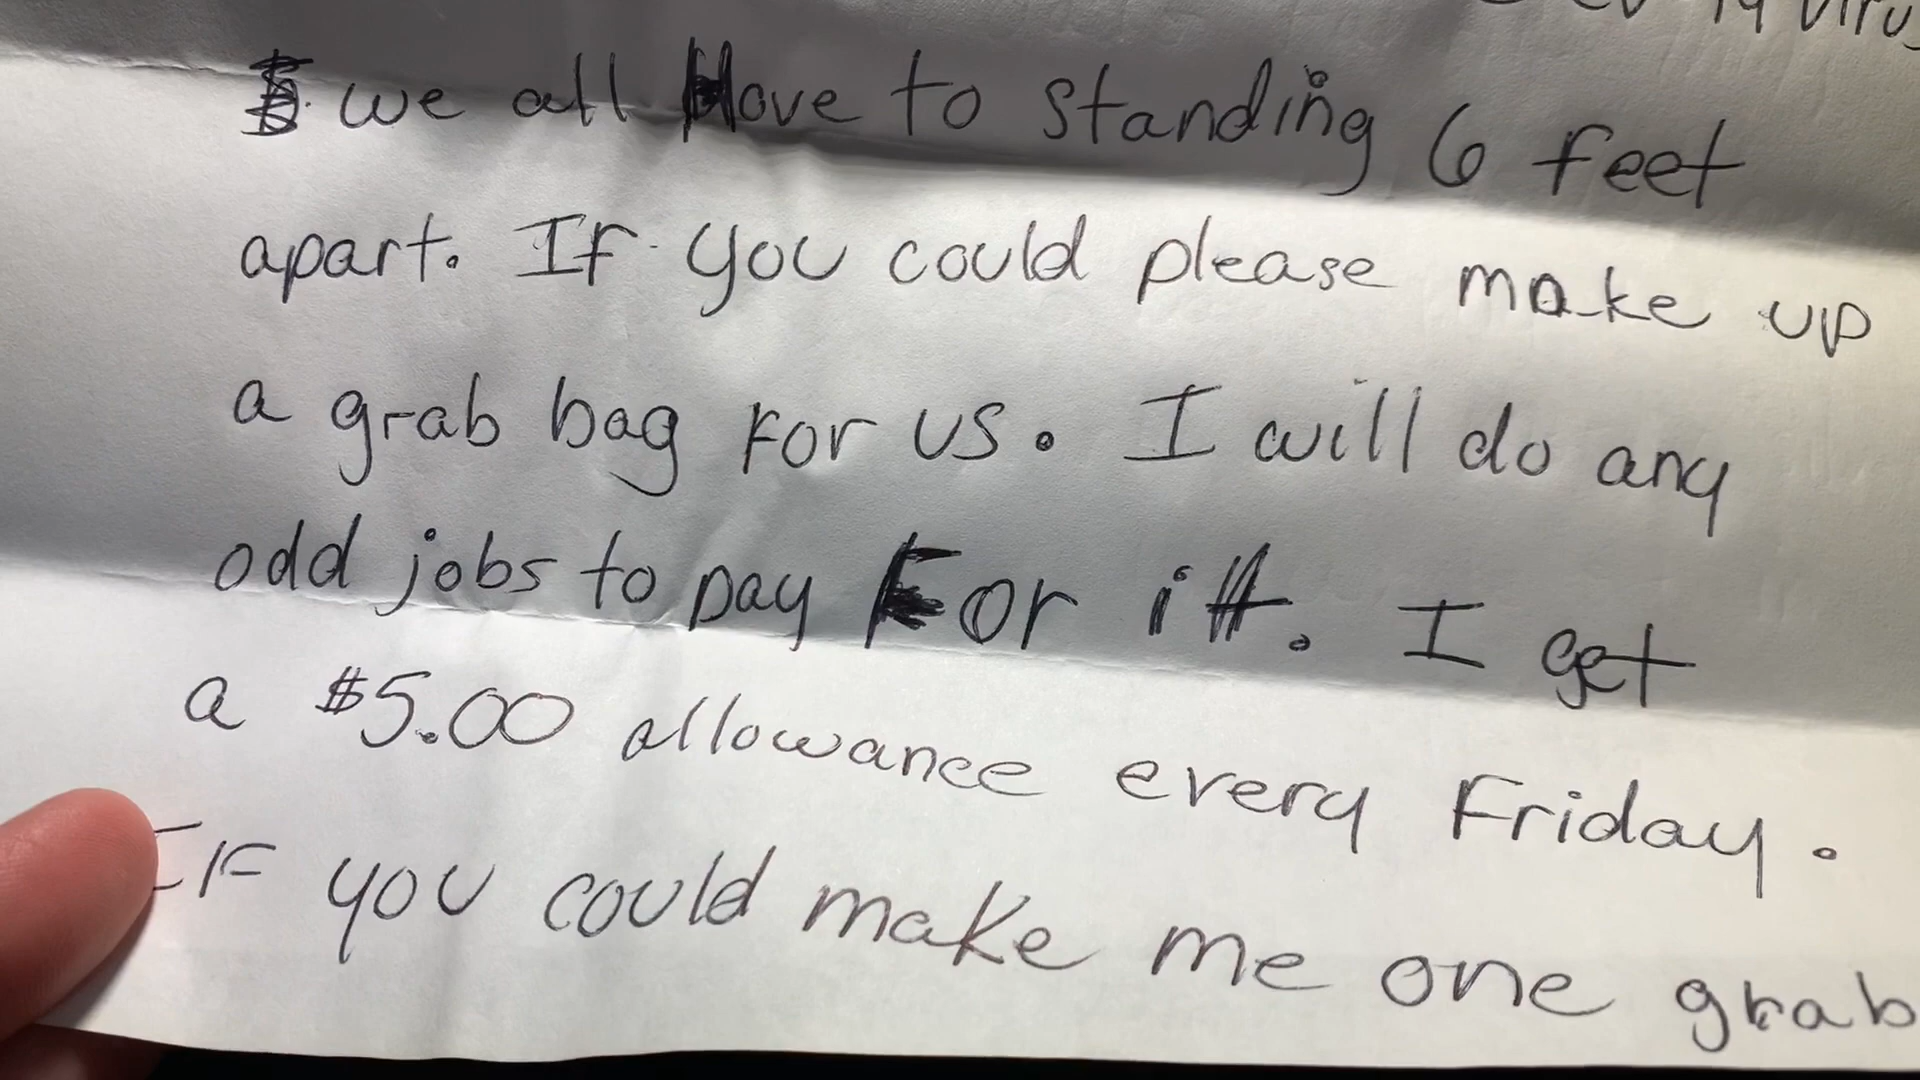 virus
we all Have to standing 6 feet
apart. If you could please make up
a grab bag For us. I will do any
odd jobs to pay For it. I get
a $5.00 allowance every Friday.
IF you could make me one grab